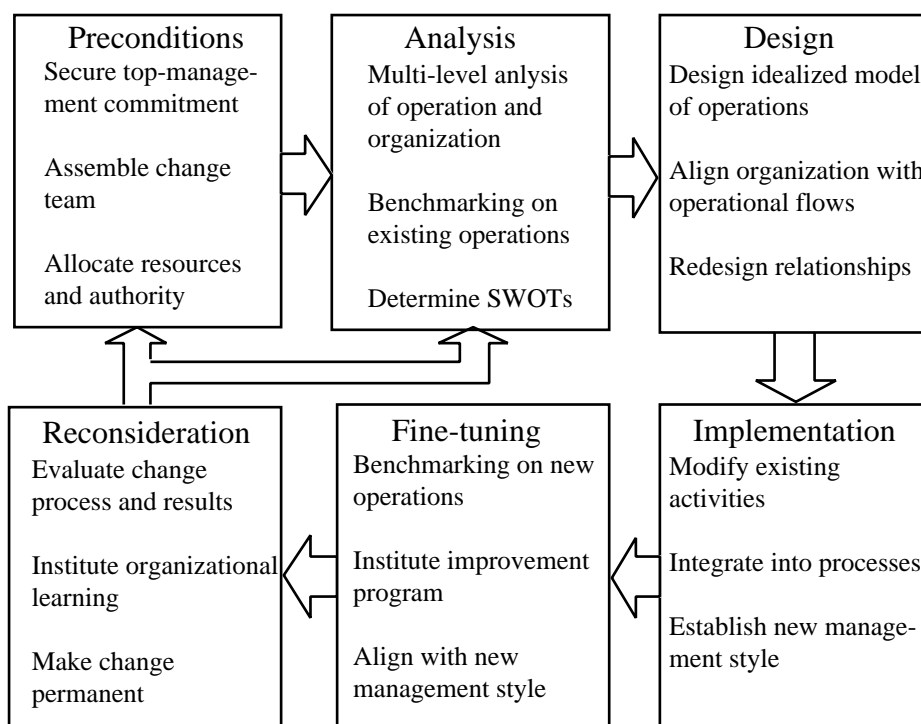 Preconditions
Secure top-manage-
ment commitment
Assemble change
team
Allocate resources
and authority
Analysis
Multi-level anlysis
of operation and
organization
Benchmarking on
existing operations
Determine SWOTs
Design
Design idealized model
of operations
Align organization with
operational flows
Redesign relationships
Reconsideration
Evaluate change
process and results
Institute organizational
learning
Make change
permanent
Fine-tuning
Benchmarking on new
operations
Institute improvement
program
Align with new
management style
Implementation
Modify existing
activities
Integrate into processes
Establish new manage-
ment style